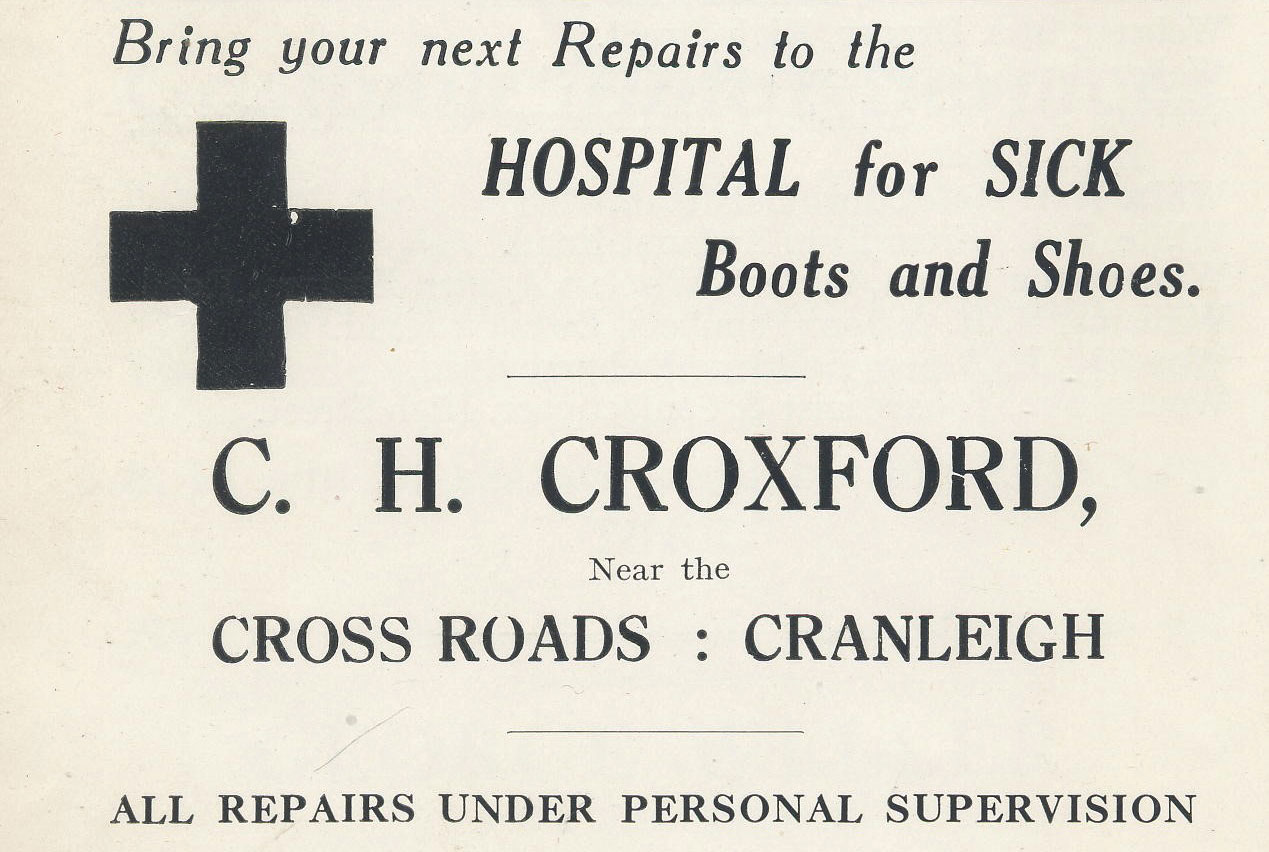 Bring your next Repairs to the
HOSPITAL for SICK
Boots and Shoes.
C. H. CROXFORD,
Near the
CROSS ROADS : CRANLEIGH
ALL REPAIRS UNDER PERSONAL SUPERVISION